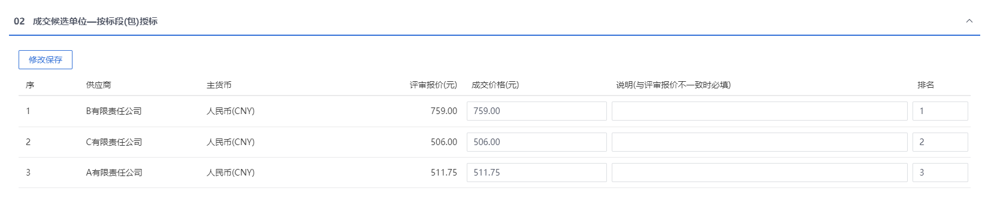 02 成交候选单位—按标段(包)授标
修改保存
序 供应商 主货币 评审报价(元) 成交价格(元) 说明(与评审报价不一致时必填) 排名
1 B有限责任公司 人民币(CNY) 759.00 759.00 1
2 C有限责任公司 人民币(CNY) 506.00 506.00 2
3 A有限责任公司 人民币(CNY) 511.75 511.75 3